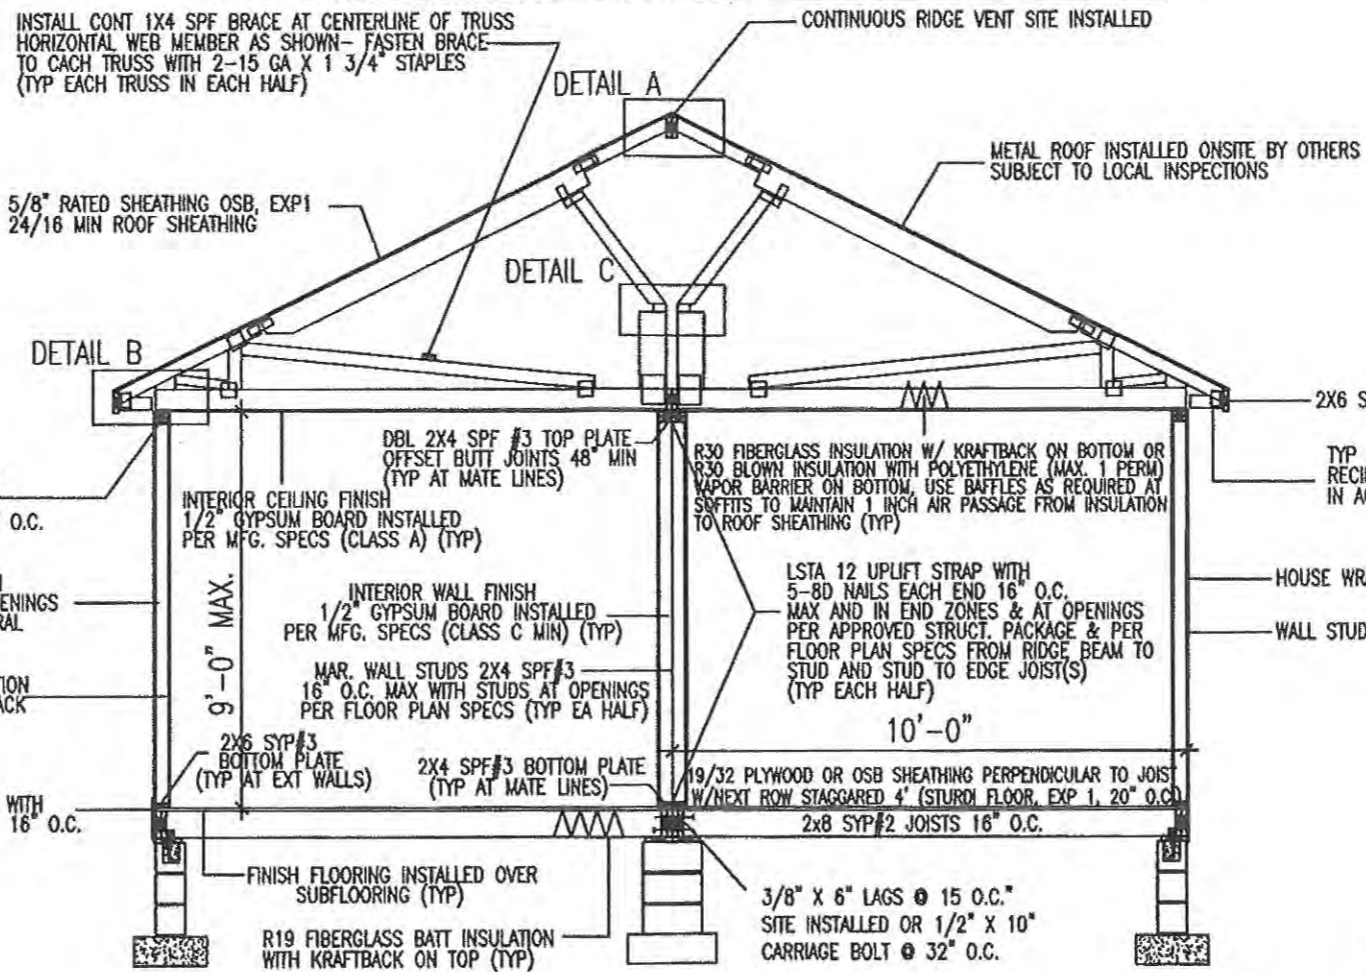 INSTALL CONT 1X4 SPF BRACE AT CENTERLINE OF TRUSS
HORIZONTAL WEB MEMBER AS SHOWN- FASTEN BRACE
TO CACH TRUSS WITH 2-15 GA X 1 3/4" STAPLES
(TYP EACH TRUSS IN EACH HALF)
CONTINUOUS RIDGE VENT SITE INSTALLED
DETAIL A
METAL ROOF INSTALLED ONSITE BY OTHERS
SUBJECT TO LOCAL INSPECTIONS
5/8" RATED SHEATHING OSB, EXP1
24/16 MIN ROOF SHEATHING
DETAIL C
DETAIL B
2X6 S
DBL 2X4 SPF #3 TOP PLATE
OFFSET BUTT JOINTS 48" MIN
(TYP AT MATE LINES)
R30 FIBERGLASS INSULATION W/ KRAFTBACK ON BOTTOM OR
R30 BLOWN INSULATION WITH POLYETHYLENE (MAX. 1 PERM)
VAPOR BARRIER ON BOTTOM, USE BAFFLES AS REQUIRED AT
SOFFITS TO MAINTAIN 1 INCH AIR PASSAGE FROM INSULATION
TO ROOF SHEATHING (TYP)
TYP
RECI
IN A
INTERIOR CEILING FINISH
1/2" GYPSUM BOARD INSTALLED
PER MFG. SPECS (CLASS A) (TYP)
O.C.
LSTA 12 UPLIFT STRAP WITH
5-8D NAILS EACH END 16" O.C.
MAX AND IN END ZONES & AT OPENINGS
PER APPROVED STRUCT. PACKAGE & PER
FLOOR PLAN SPECS FROM RIDGE BEAM TO
STUD AND STUD TO EDGE JOIST(S)
(TYP EACH HALF)
HOUSE WR
WALL STUD
ENINGS
RAL
INTERIOR WALL FINISH
1/2" GYPSUM BOARD INSTALLED
PER MFG. SPECS (CLASS C MIN) (TYP)
9'-0" MAX.
MAR. WALL STUDS 2X4 SPF#3
16" O.C. MAX WITH STUDS AT OPENINGS
PER FLOOR PLAN SPECS (TYP EA HALF)
TION
ACK
10'-0"
2X6 SYP#3
BOTTOM PLATE
(TYP AT EXT WALLS)
2X4 SPF#3 BOTTOM PLATE
(TYP AT MATE LINES)
19/32 PLYWOOD OR OSB SHEATHING PERPENDICULAR TO JOIST
W/NEXT ROW STAGGARED 4' (STURDI FLOOR, EXP 1, 20" O.C.)
WITH
16" O.C.
2x8 SYP#2 JOISTS 16" O.C.
FINISH FLOORING INSTALLED OVER
SUBFLOORING (TYP)
3/8" X 6" LAGS @ 15 O.C."
SITE INSTALLED OR 1/2" X 10"
CARRIAGE BOLT @ 32" O.C.
R19 FIBERGLASS BATT INSULATION
WITH KRAFTBACK ON TOP (TYP)